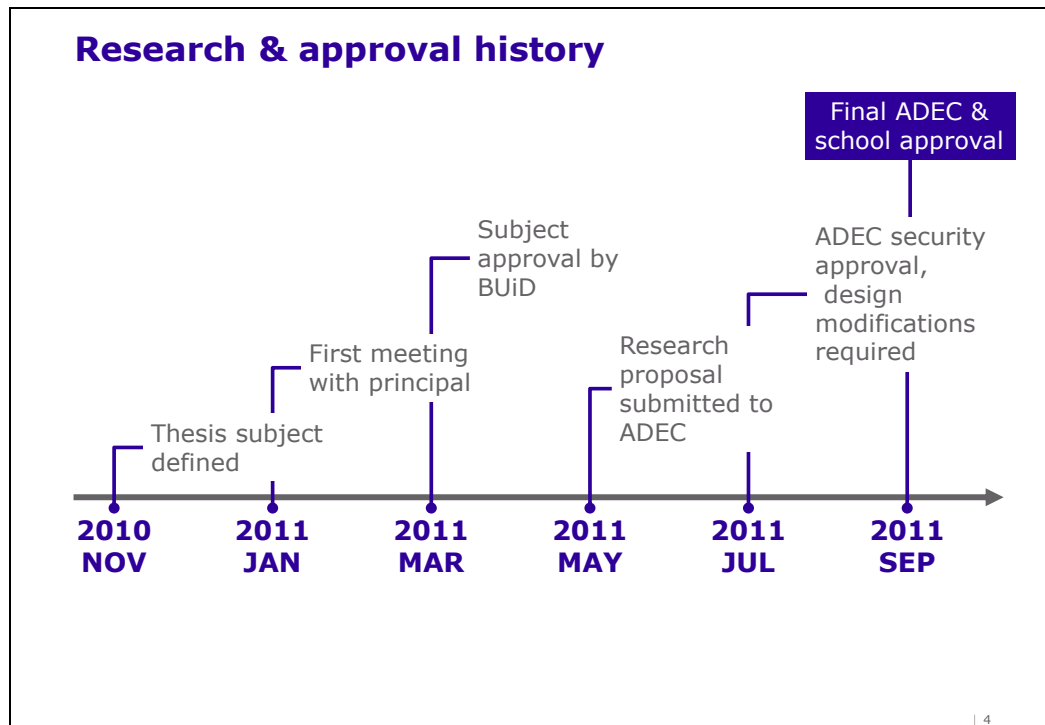 Research & approval history
Final ADEC &
school approval
Subject
approval by
BUiD
ADEC security
approval,
design
modifications
required
First meeting
with principal
Research
proposal
submitted to
ADEC
Thesis subject
defined
2010
NOV
2011
JAN
2011
MAR
2011
MAY
2011
JUL
2011
SEP
| 4